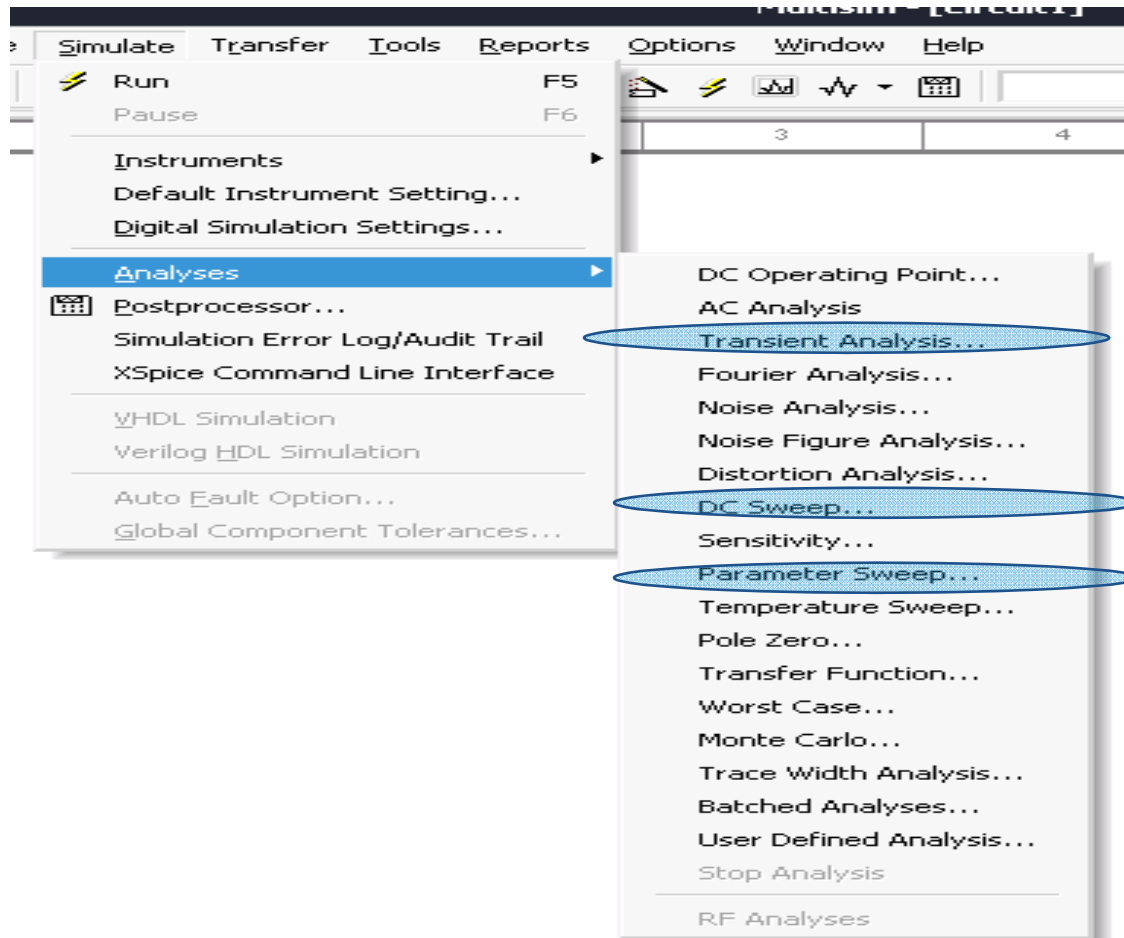 Multisim - [Circuit1]
Simulate Transfer Tools Reports Options Window Help
Run F5
Pause F6
3 4
Instruments
Default Instrument Setting...
Digital Simulation Settings...
Analyses
Postprocessor...
Simulation Error Log/Audit Trail
XSpice Command Line Interface
VHDL Simulation
Verilog HDL Simulation
Auto Fault Option...
Global Component Tolerances...
DC Operating Point...
AC Analysis
Transient Analysis...
Fourier Analysis...
Noise Analysis...
Noise Figure Analysis...
Distortion Analysis...
DC Sweep...
Sensitivity...
Parameter Sweep...
Temperature Sweep...
Pole Zero...
Transfer Function...
Worst Case...
Monte Carlo...
Trace Width Analysis...
Batched Analyses...
User Defined Analysis...
Stop Analysis
RF Analyses